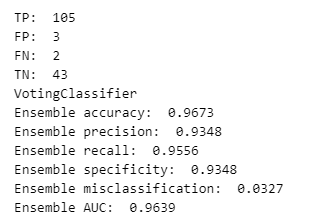 TP: 105
FP: 3
FN: 2
TN: 43
VotingClassifier
Ensemble accuracy: 0.9673
Ensemble precision: 0.9348
Ensemble recall: 0.9556
Ensemble specificity: 0.9348
Ensemble misclassification: 0.0327
Ensemble AUC: 0.9639